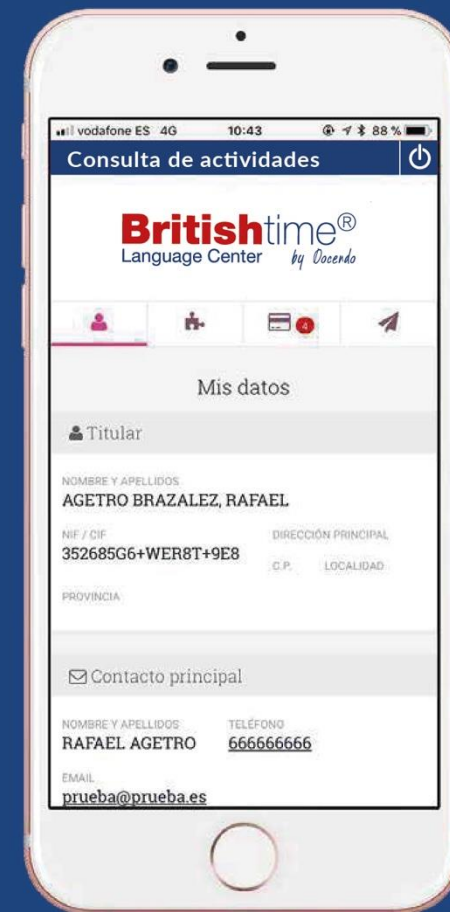 vodafone ES 4G 10:43 88 %
Consulta de actividades
Britishtime®
Language Center by Docendo
4
Mis datos
Titular
NOMBRE Y APELLIDOS
AGETRO BRAZALEZ, RAFAEL
NIF / CIF DIRECCIÓN PRINCIPAL
352685G6+WER8T+9E8
C.P. LOCALIDAD
PROVINCIA
Contacto principal
NOMBRE Y APELLIDOS TELÉFONO
RAFAEL AGETRO 666666666
EMAIL
prueba@prueba.es